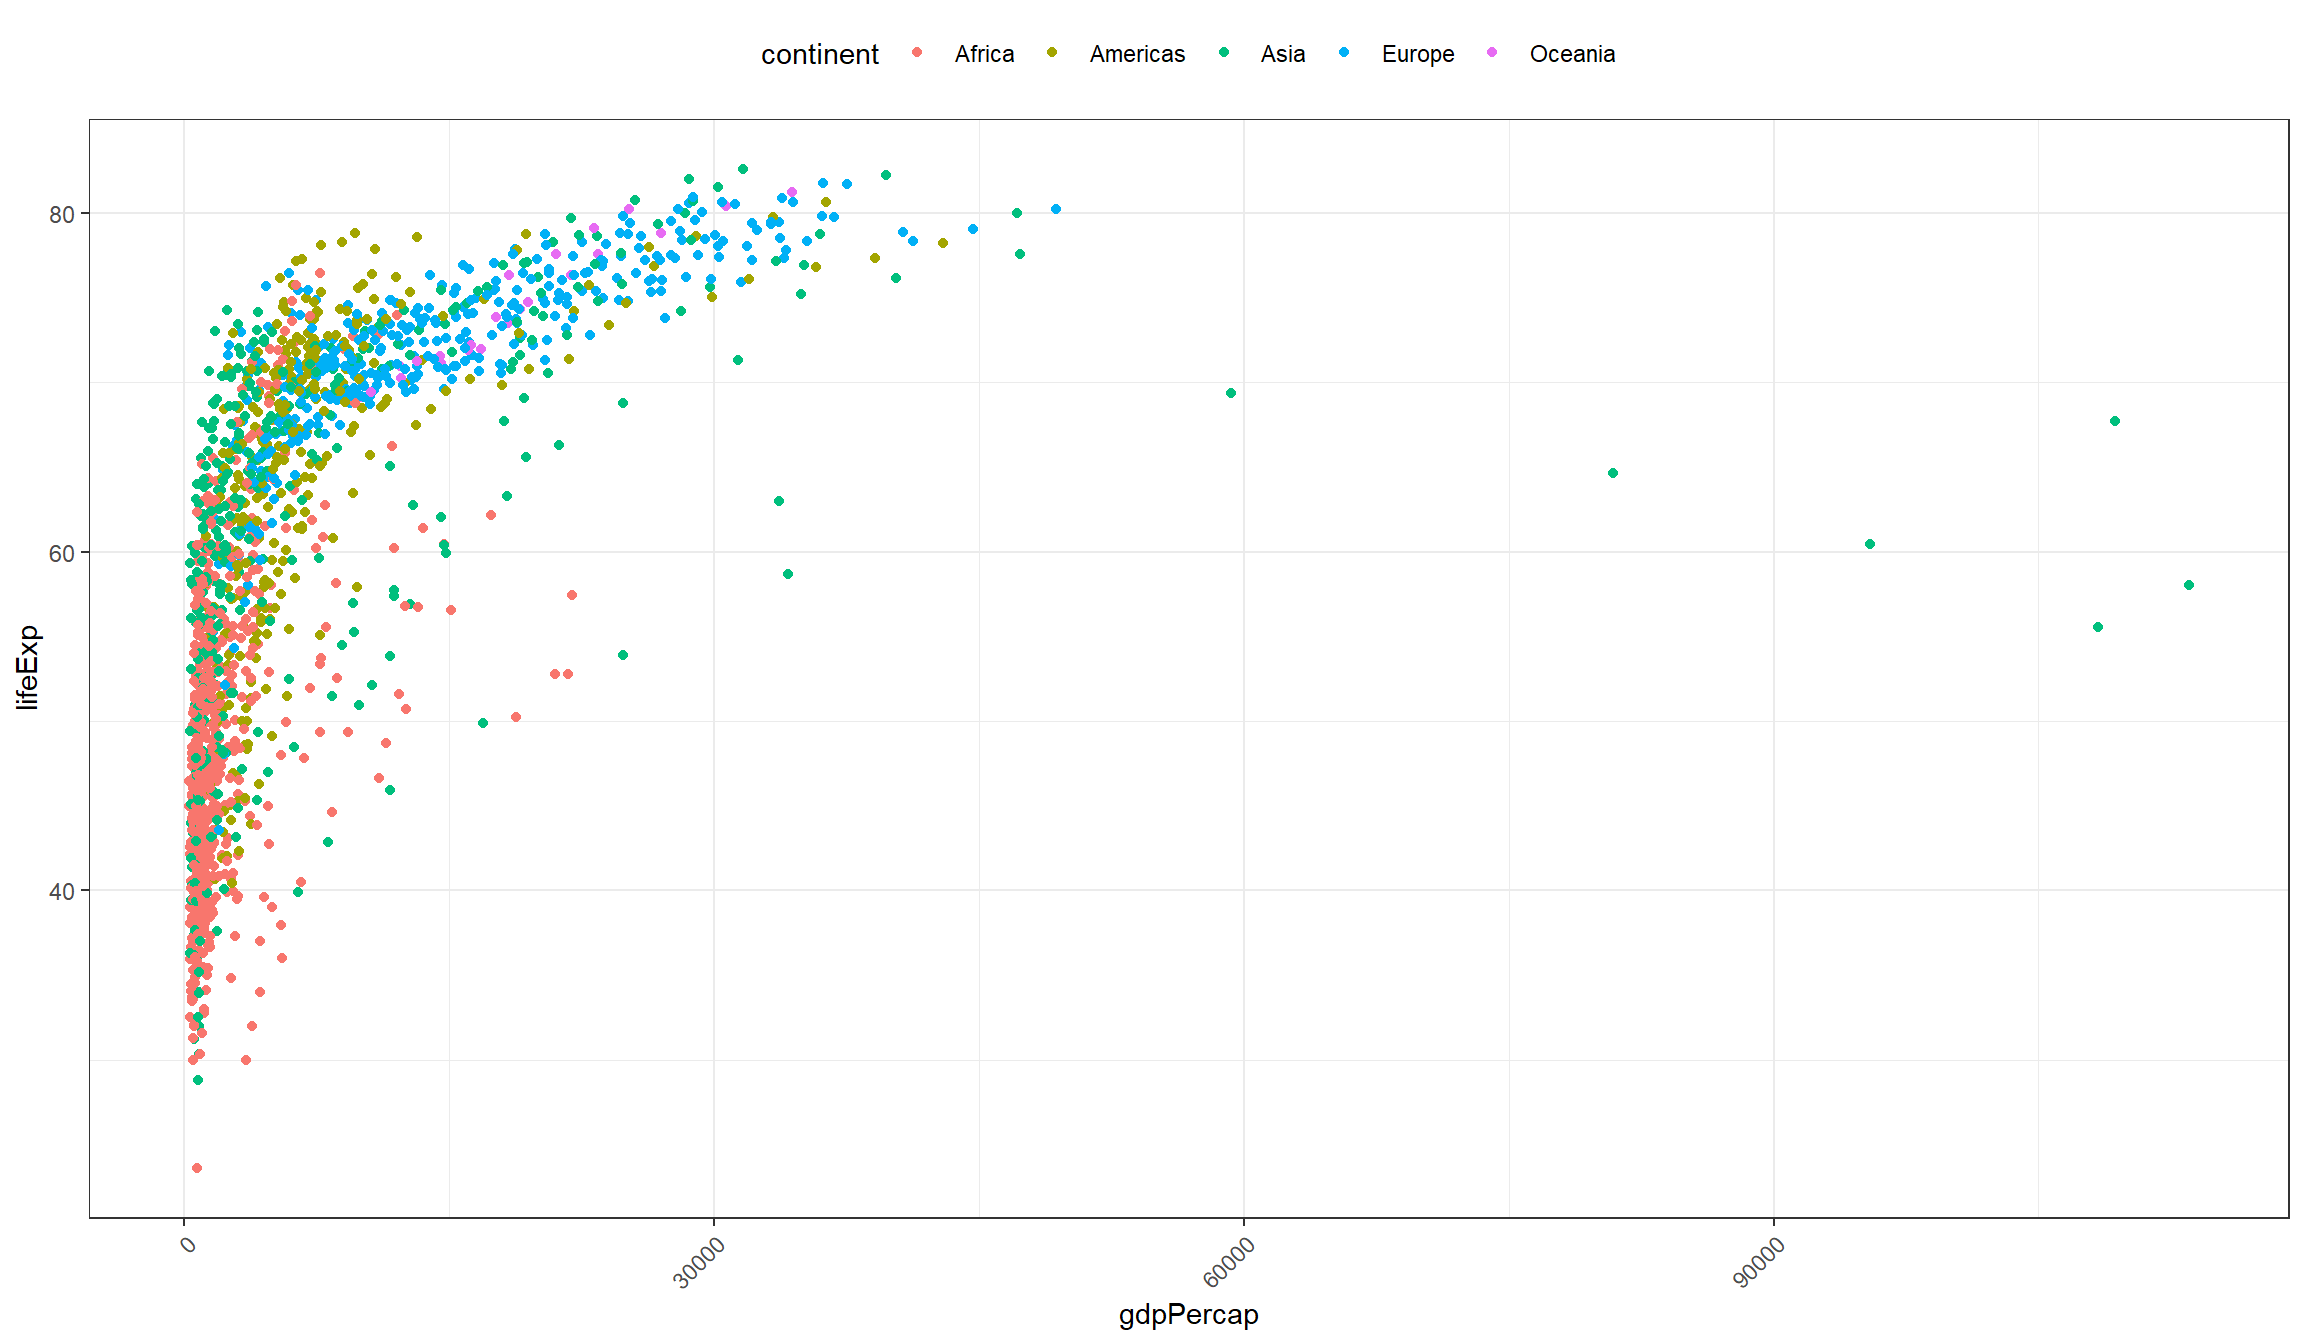 continent Africa Americas Asia Europe Oceania
80
60
40
lifeExp
0 30000 60000 90000
gdpPercap